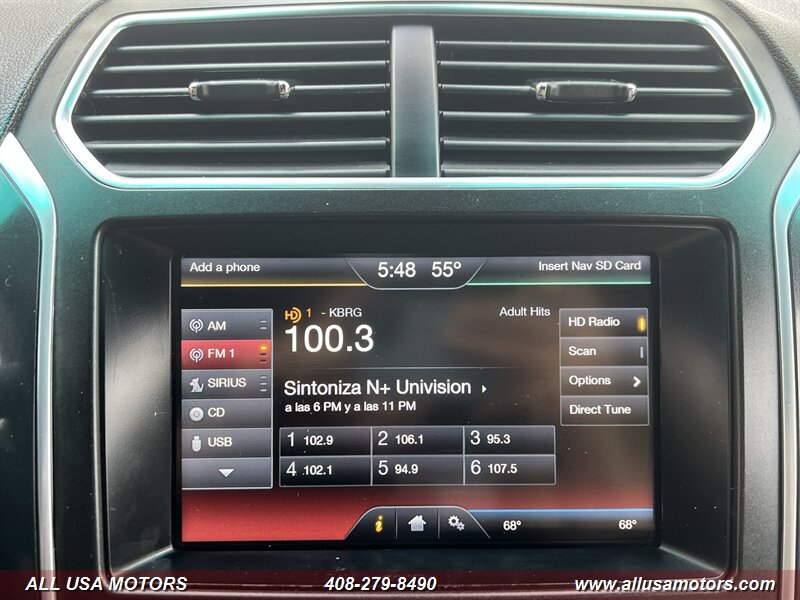 Add a phone 5:48 55° Insert Nav SD Card
AM
FM 1
SIRIUS
CD
USB
HD 1 - KBRG Adult Hits
100.3
Sintoniza N+ Univision
a las 6 PM y a las 11 PM
1 102.9 2 106.1 3 95.3
4 102.1 5 94.9 6 107.5
HD Radio
Scan
Options
Direct Tune
i 68° 68°
ALL USA MOTORS 408-279-8490 www.allusamotors.com